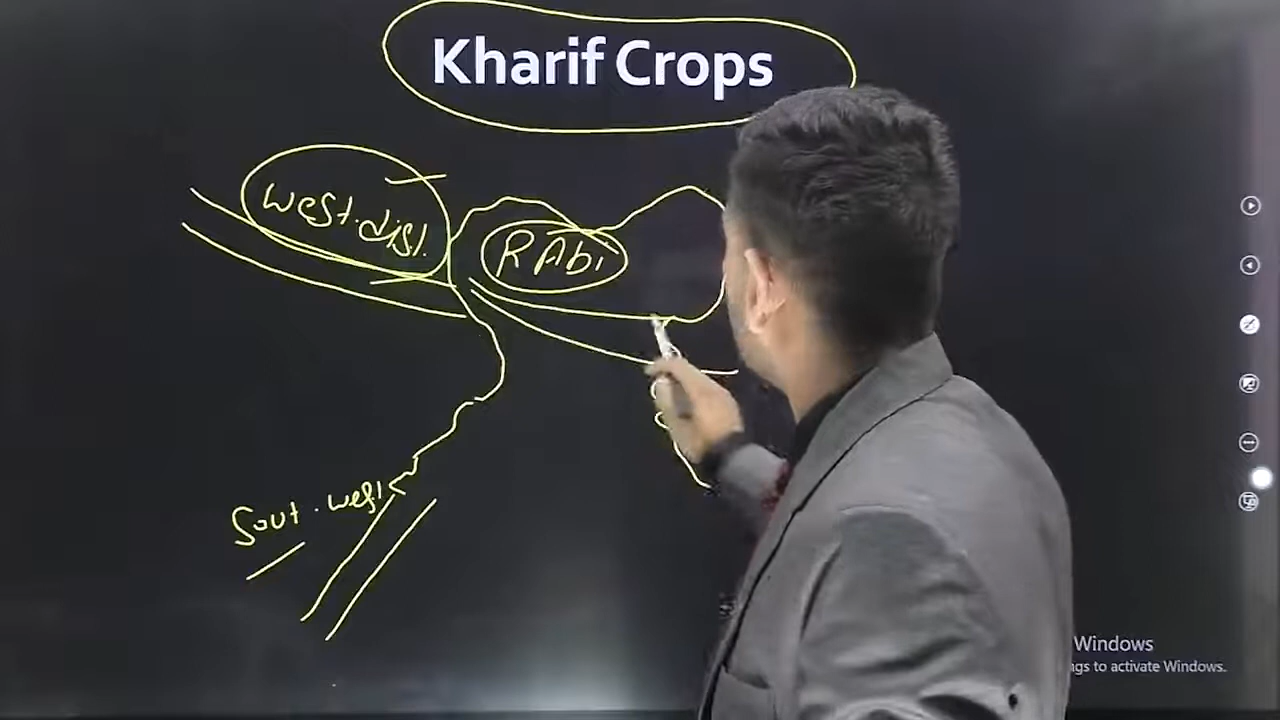 Kharif Crops
West.dist.
RAbi
Sout.west
Windows
ngs to activate Windows.